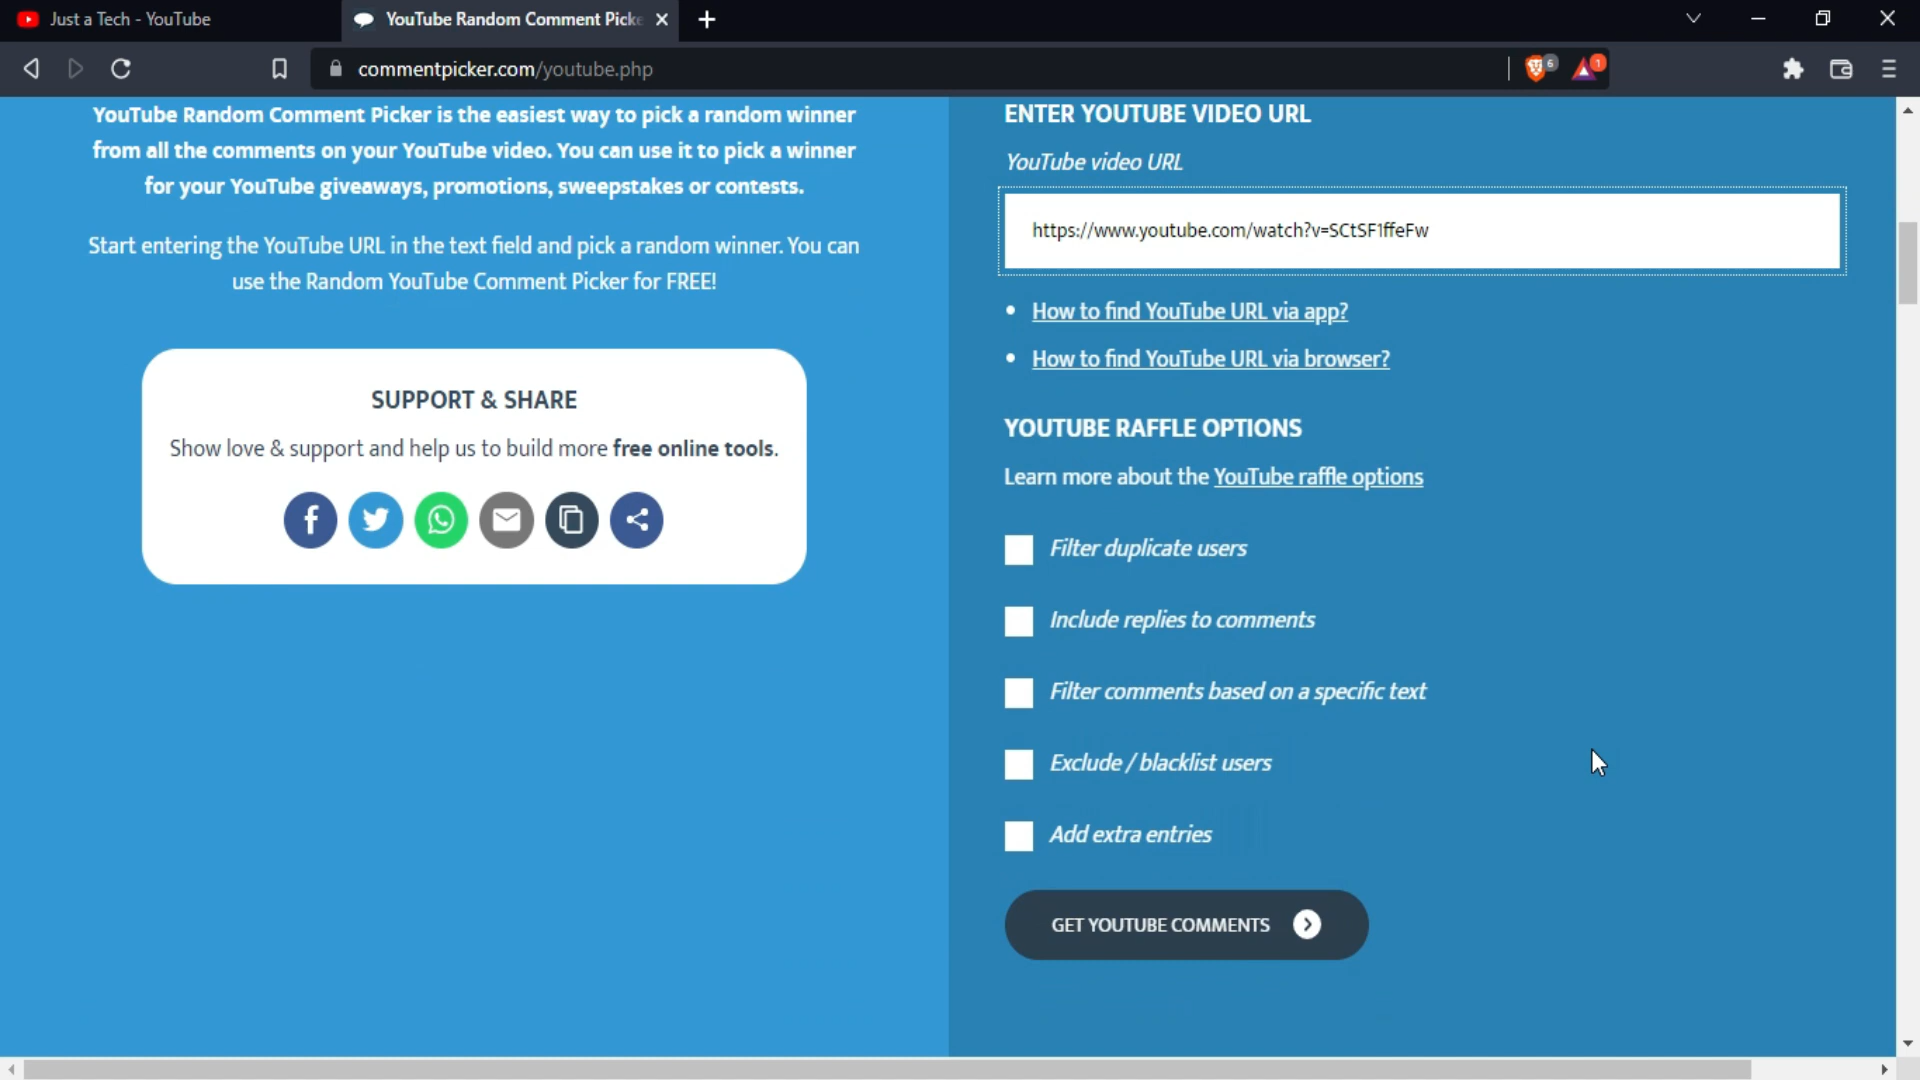 Just a Tech - YouTube
YouTube Random Comment Picke
commentpicker.com/youtube.php
6
1
YouTube Random Comment Picker is the easiest way to pick a random winner
from all the comments on your YouTube video. You can use it to pick a winner
for your YouTube giveaways, promotions, sweepstakes or contests.
Start entering the YouTube URL in the text field and pick a random winner. You can
use the Random YouTube Comment Picker for FREE!
SUPPORT & SHARE
Show love & support and help us to build more free online tools.
ENTER YOUTUBE VIDEO URL
YouTube video URL
https://www.youtube.com/watch?v=SCtSF1ffeFw
How to find YouTube URL via app?
How to find YouTube URL via browser?
YOUTUBE RAFFLE OPTIONS
Learn more about the YouTube raffle options
Filter duplicate users
Include replies to comments
Filter comments based on a specific text
Exclude / blacklist users
Add extra entries
GET YOUTUBE COMMENTS